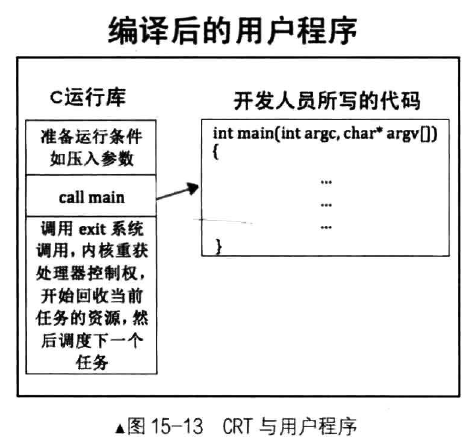 编译后的用户程序
C运行库
准备运行条件
如压入参数
call main
调用 exit 系统
调用，内核重获
处理器控制权，
开始回收当前
任务的资源，然
后调度下一个
任务
开发人员所写的代码
int main(int argc, char* argv[])
{
...
...
...
}
▲图 15-13 CRT 与用户程序